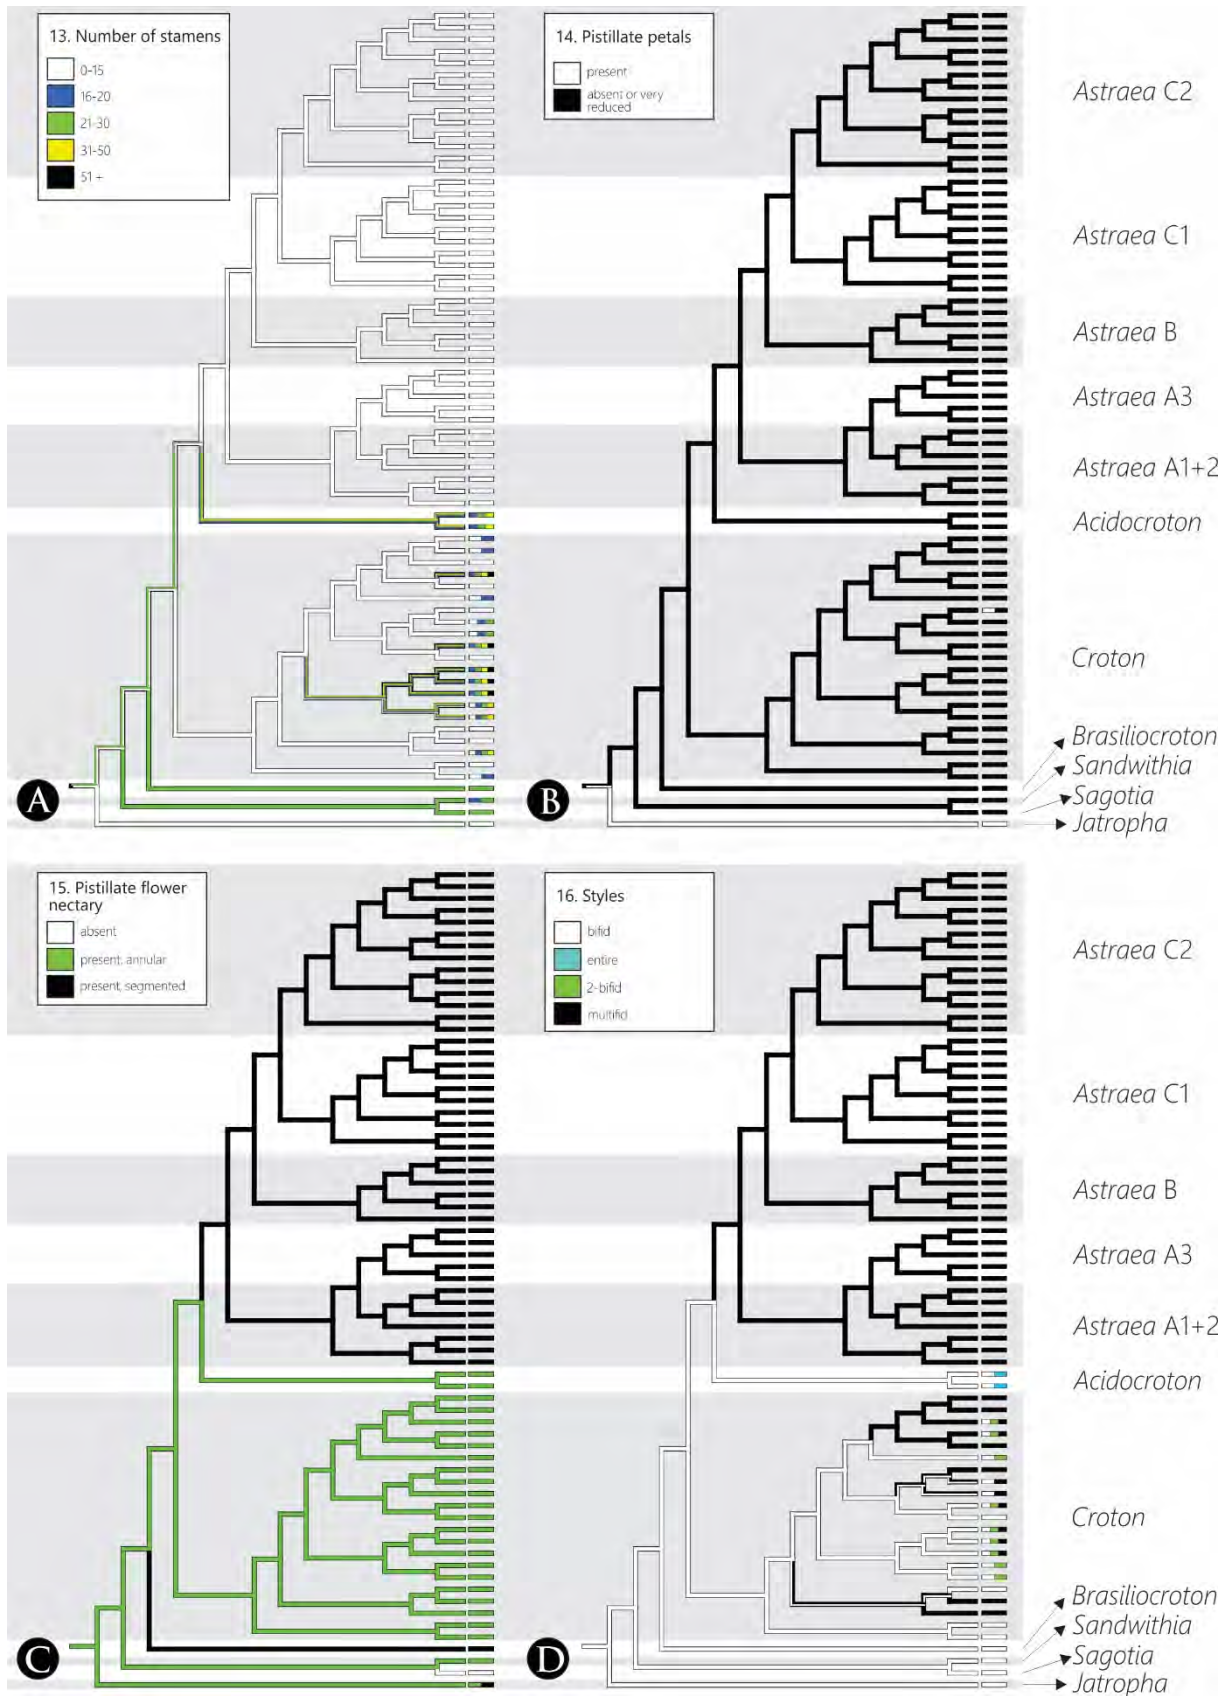 13. Number of stamens
0-15
16-20
21-30
31-50
51 +
14. Pistillate petals
present
absent or very
reduced
Astraea C2
Astraea C1
Astraea B
Astraea A3
Astraea A1+2
Acidocroton
Croton
Brasiliocroton
Sandwithia
Sagotia
Jatropha
A
B
15. Pistillate flower
nectary
absent
present; annular
present; segmented
16. Styles
bifid
entire
2-bifid
multifid
Astraea C2
Astraea C1
Astraea B
Astraea A3
Astraea A1+2
Acidocroton
Croton
Brasiliocroton
Sandwithia
Sagotia
Jatropha
C
D